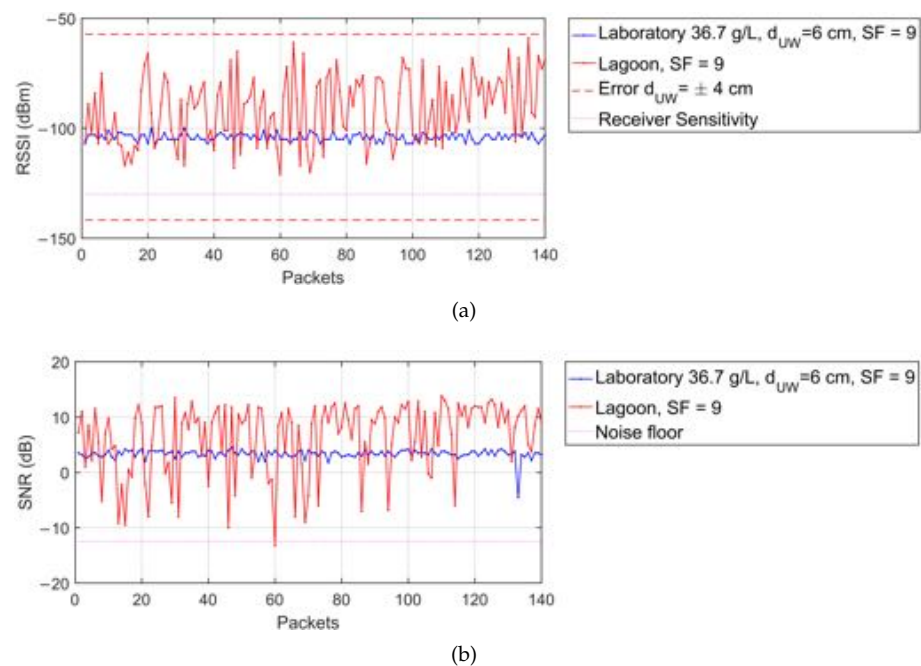 −50
−100
−150
RSSI (dBm)
0 20 40 60 80 100 120 140
Packets
Laboratory 36.7 g/L, d_UW=6 cm, SF = 9
Lagoon, SF = 9
Error d_UW= ± 4 cm
Receiver Sensitivity
(a)
20
10
0
−10
−20
SNR (dB)
0 20 40 60 80 100 120 140
Packets
Laboratory 36.7 g/L, d_UW=6 cm, SF = 9
Lagoon, SF = 9
Noise floor
(b)